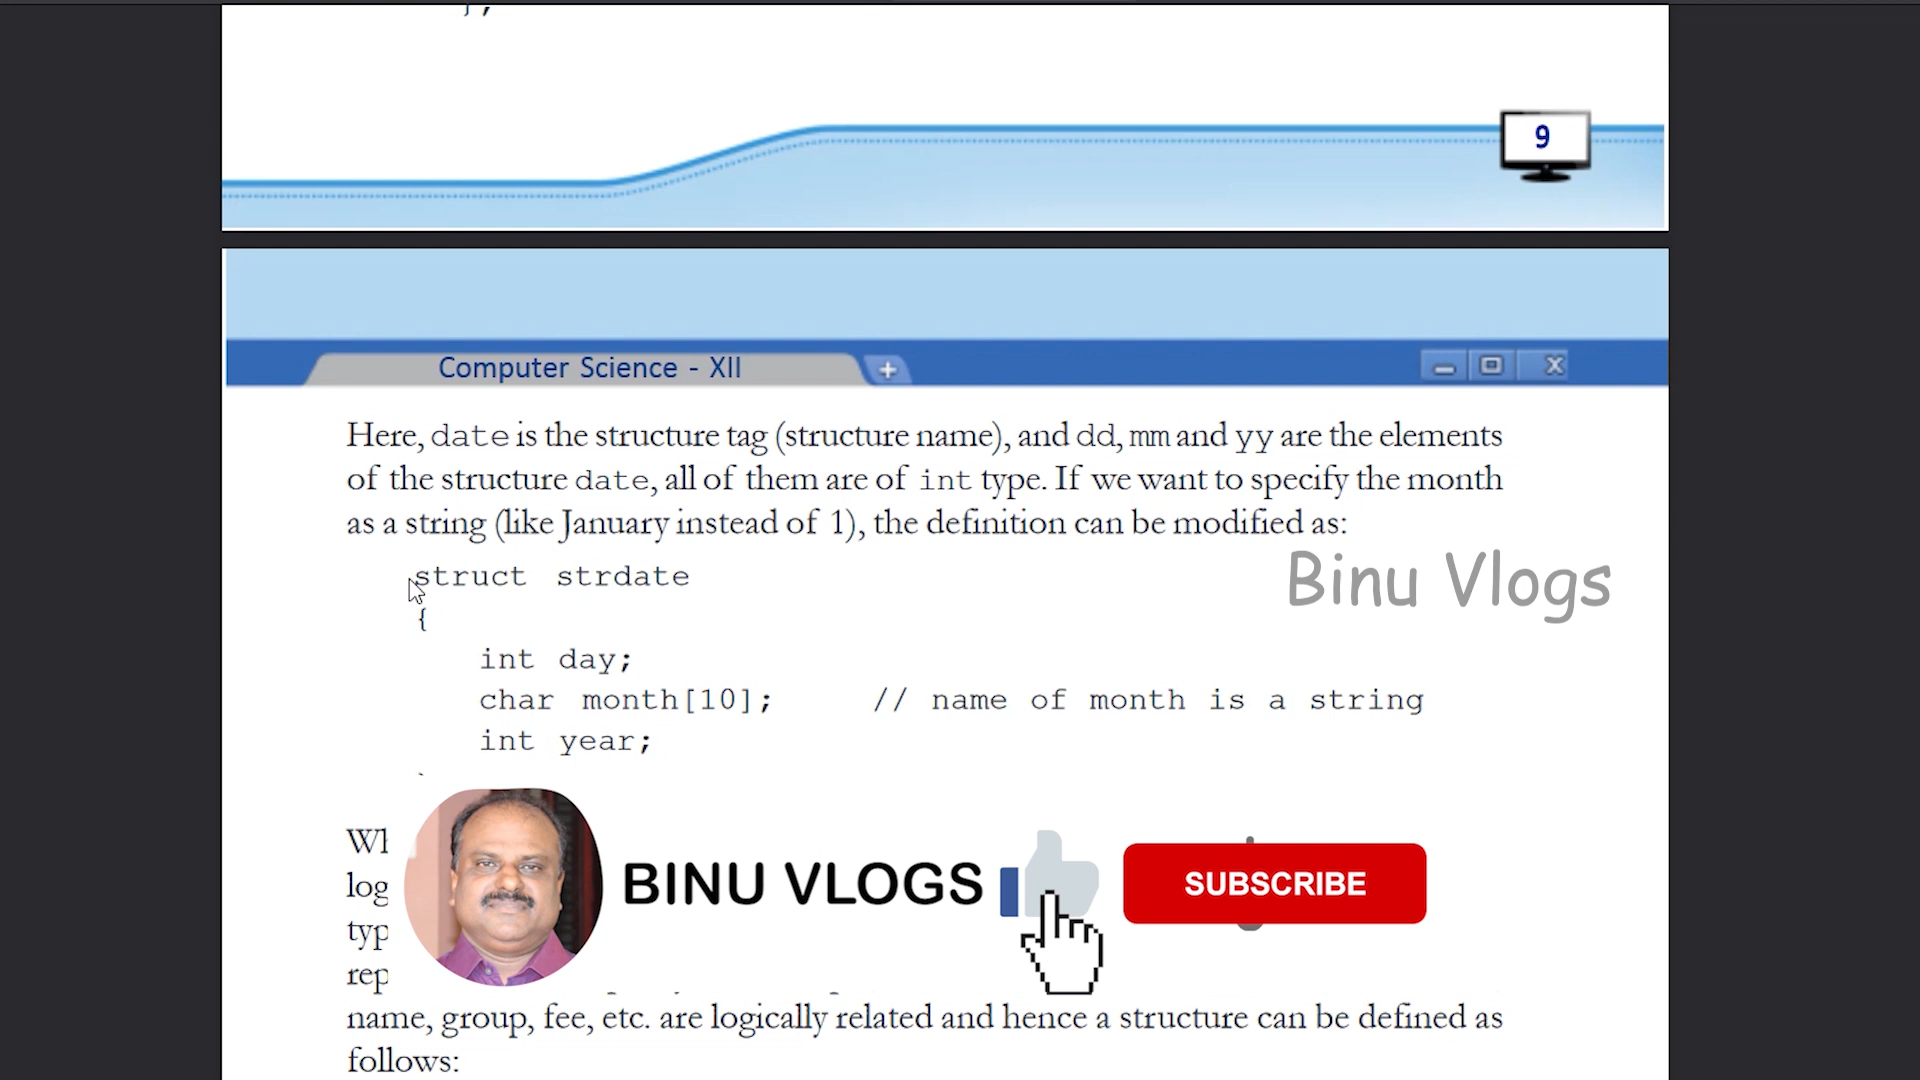 };
9
Computer Science - XII
Here, date is the structure tag (structure name), and dd, mm and yy are the elements
of the structure date, all of them are of int type. If we want to specify the month
as a string (like January instead of 1), the definition can be modified as:
Binu Vlogs
struct strdate
{
int day;
char month[10]; // name of month is a string
int year;
BINU VLOGS
SUBSCRIBE
name, group, fee, etc. are logically related and hence a structure can be defined as
follows: